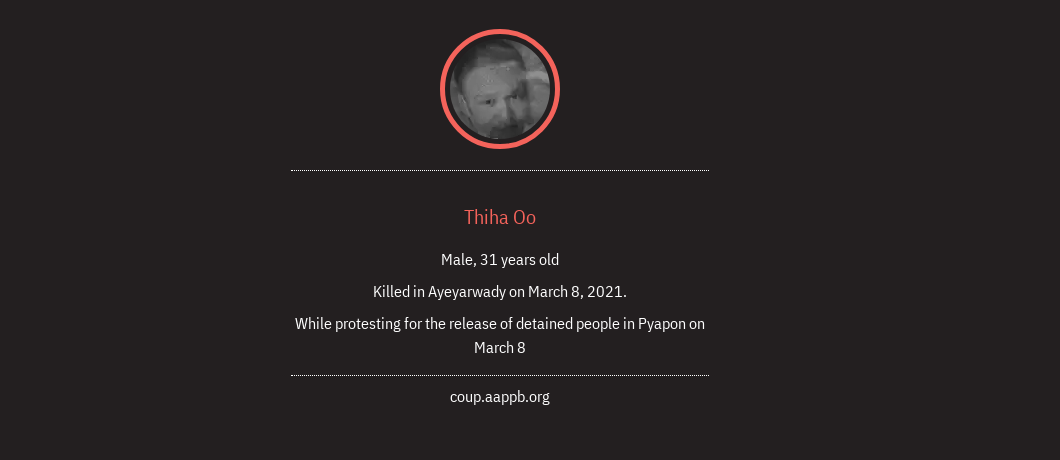 Thiha Oo
Male, 31 years old
Killed in Ayeyarwady on March 8, 2021.
While protesting for the release of detained people in Pyapon on
March 8
coup.aappb.org